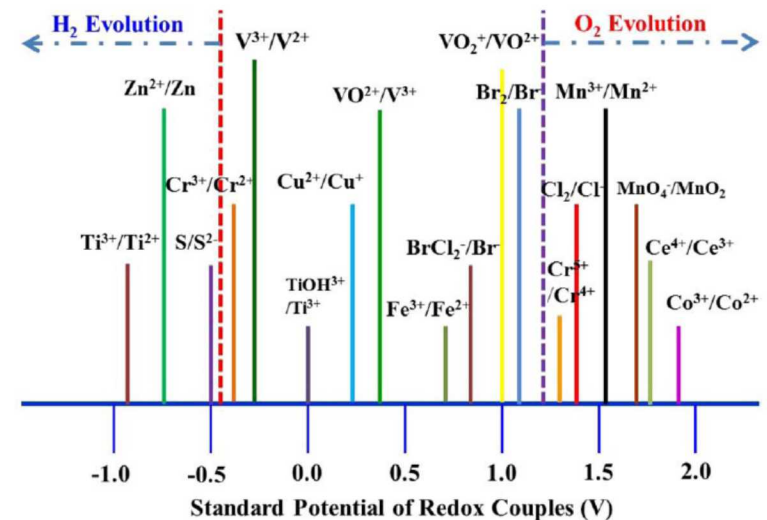 H₂ Evolution
O₂ Evolution
V³⁺/V²⁺
VO₂⁺/VO²⁺
Zn²⁺/Zn
VO²⁺/V³⁺
Br₂/Br⁻
Mn³⁺/Mn²⁺
Cr³⁺/Cr²⁺
Cu²⁺/Cu⁺
Cl₂/Cl⁻
MnO₄⁻/MnO₂
Ti³⁺/Ti²⁺
S/S²⁻
BrCl₂⁻/Br⁻
Ce⁴⁺/Ce³⁺
TiOH³⁺
/Ti³⁺
Fe³⁺/Fe²⁺
Cr⁵⁺
/Cr⁴⁺
Co³⁺/Co²⁺
-1.0 -0.5 0.0 0.5 1.0 1.5 2.0
Standard Potential of Redox Couples (V)